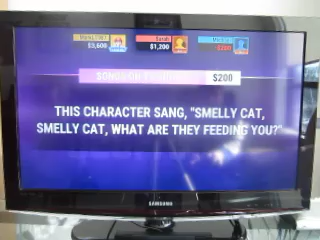 $3,600
Sarah
$1,200
SONGS ON TV SHOWS $200
THIS CHARACTER SANG, "SMELLY CAT,
SMELLY CAT, WHAT ARE THEY FEEDING YOU?"
SAMSUNG